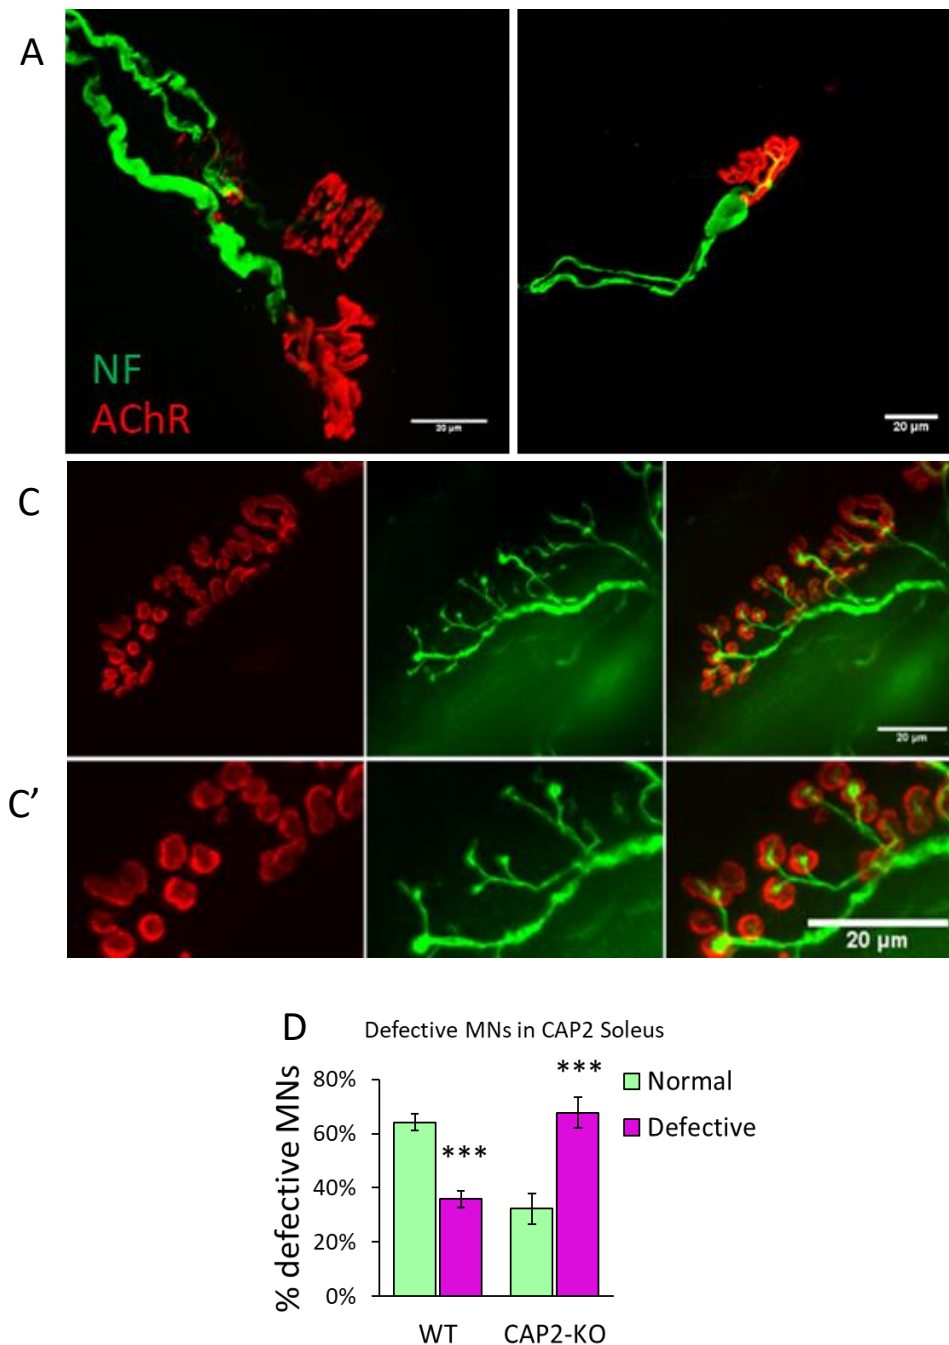 A
NF
AChR
20 μm
20 μm
C
20 μm
C’
20 μm
D
Defective MNs in CAP2 Soleus
% defective MNs
80%
60%
40%
20%
0%
***
***
Normal
Defective
WT
CAP2-KO